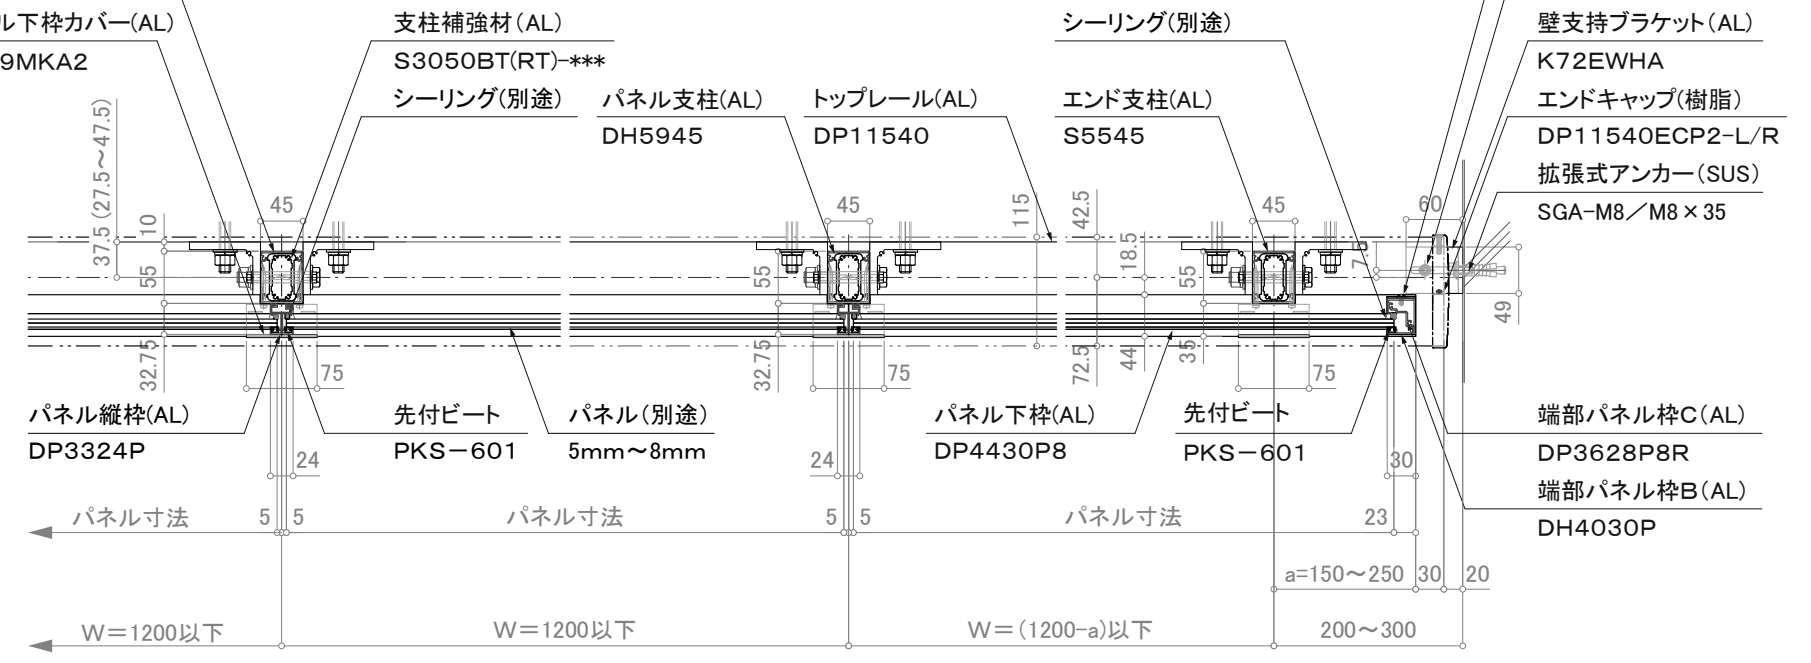 ル下枠カバー(AL)
9MKA2
支柱補強材(AL)
S3050BT(RT)-***
シーリング(別途)
パネル支柱(AL)
DH5945
トップレール(AL)
DP11540
シーリング(別途)
エンド支柱(AL)
S5545
壁支持ブラケット(AL)
K72EWHA
エンドキャップ(樹脂)
DP11540ECP2-L/R
拡張式アンカー(SUS)
SGA-M8／M8×35
37.5 (27.5～47.5)
10
55
32.75
45
75
45
55
32.75
75
115
42.5
18.5
72.5
44
45
55
35
75
7.5
60
49
パネル縦枠(AL)
DP3324P
先付ビート
PKS－601
パネル(別途)
5mm～8mm
パネル下枠(AL)
DP4430P8
先付ビート
PKS－601
端部パネル枠C(AL)
DP3628P8R
端部パネル枠B(AL)
DH4030P
24
24
30
パネル寸法
5
5
パネル寸法
5
5
パネル寸法
23
a=150～250
30
20
W＝1200以下
W＝1200以下
W＝(1200-a)以下
200～300